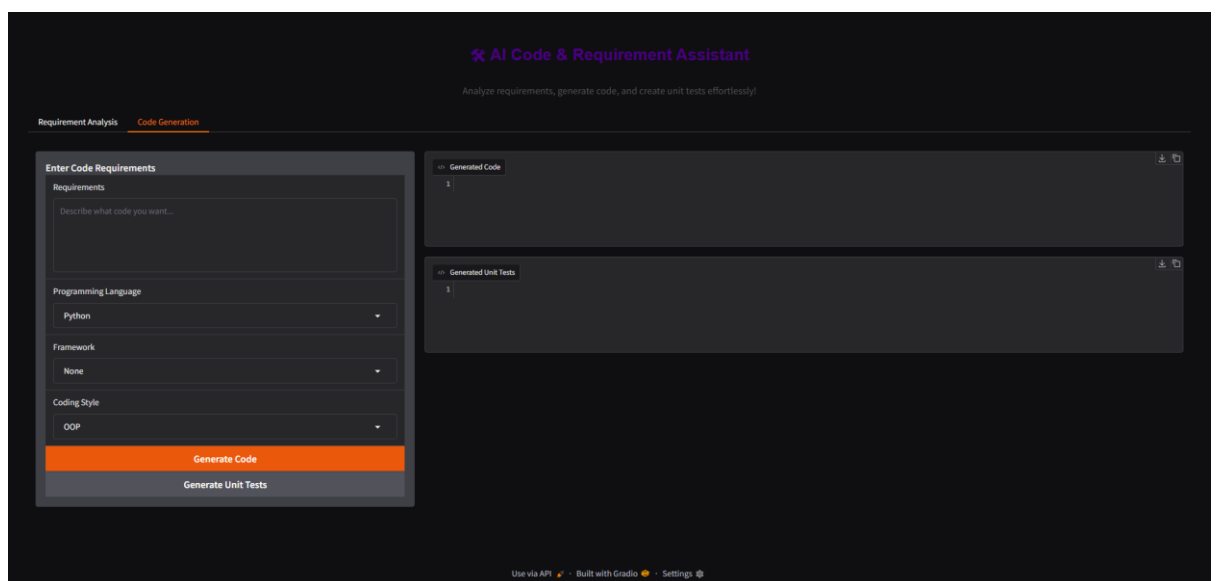 🛠 AI Code & Requirement Assistant
Analyze requirements, generate code, and create unit tests effortlessly!
Requirement Analysis Code Generation
Enter Code Requirements
Requirements
Describe what code you want...
Programming Language
Python
Framework
None
Coding Style
OOP
Generate Code
Generate Unit Tests
Generated Code
1
Generated Unit Tests
1
Use via API 🚀 · Built with Gradio · Settings